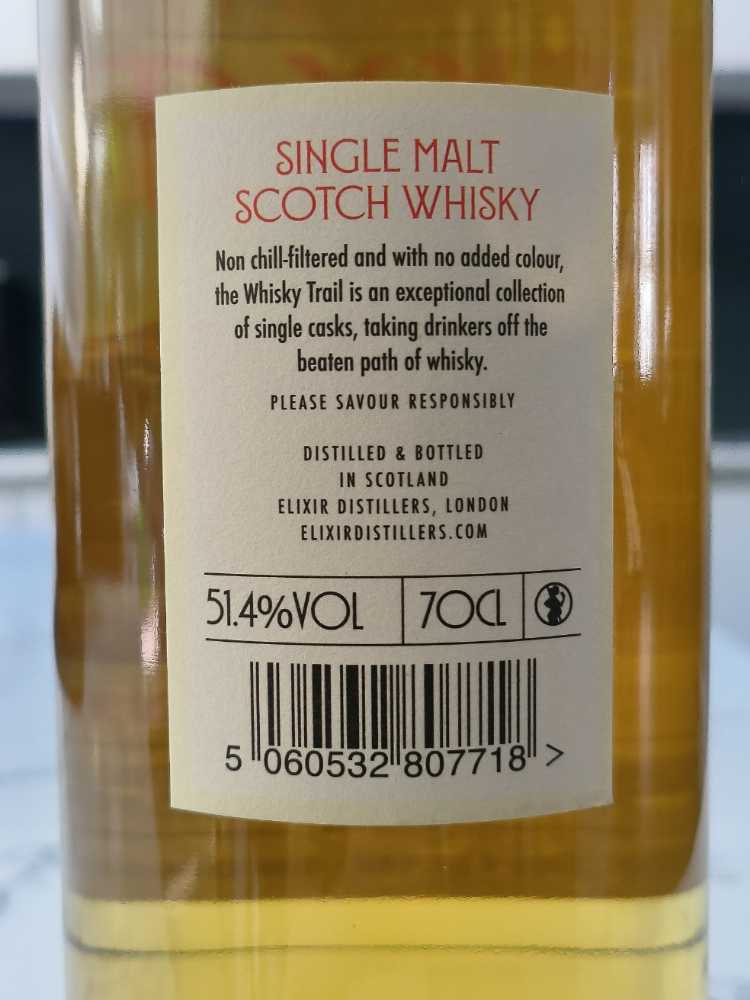 SINGLE MALT
SCOTCH WHISKY
Non chill-filtered and with no added colour,
the Whisky Trail is an exceptional collection
of single casks, taking drinkers off the
beaten path of whisky.
PLEASE SAVOUR RESPONSIBLY
DISTILLED & BOTTLED
IN SCOTLAND
ELIXIR DISTILLERS, LONDON
ELIXIRDISTILLERS.COM
51.4%VOL 70CL
5 060532 807718 >